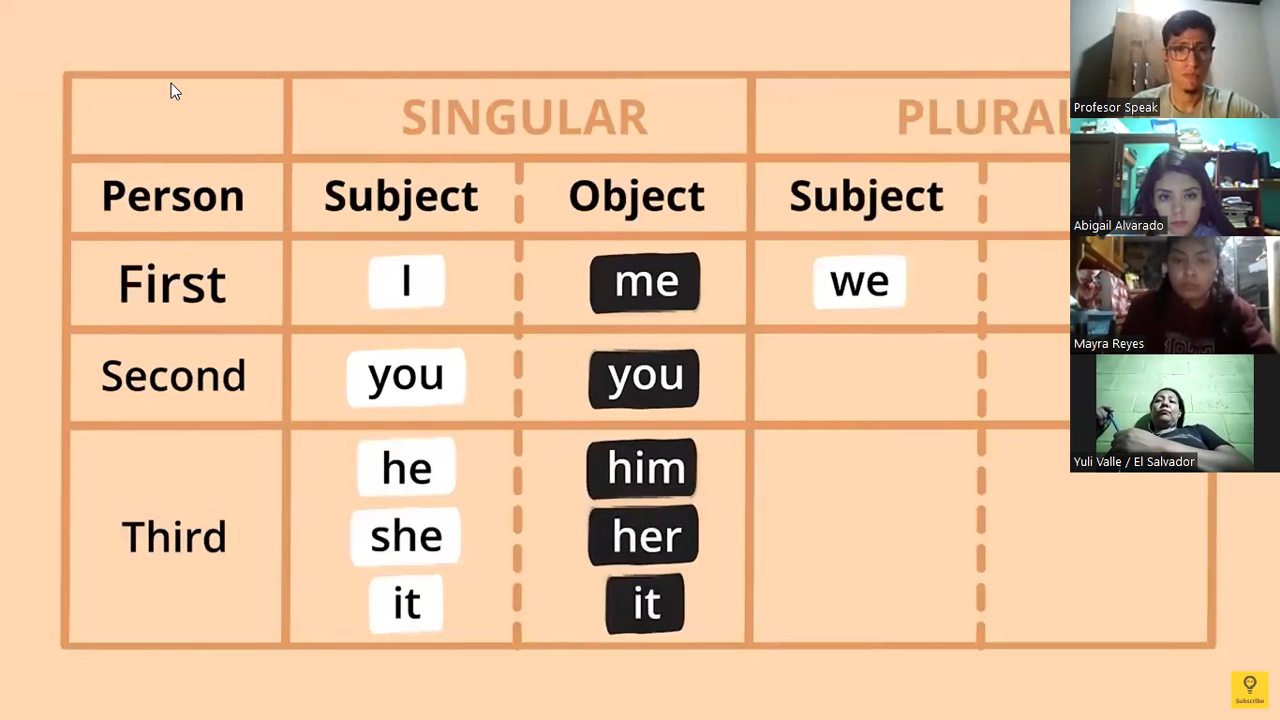 SINGULAR PLURAL
Person Subject Object Subject
First I me we
Second you you
he him
Third she her
it it
Profesor Speak
Abigail Alvarado
Mayra Reyes
Yuli Valle / El Salvador
Subscribe